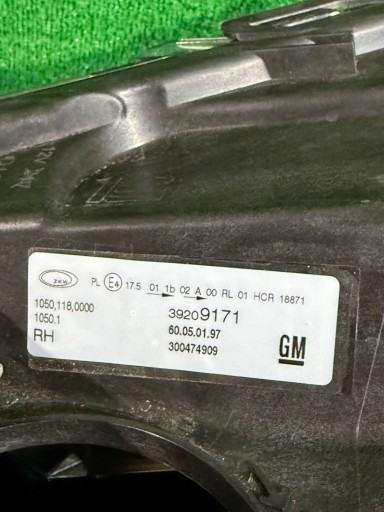 ZKW PL E4 17.5 01 1b 02 A 00 RL 01 HCR 18871
1050,118,0000 39209171
1050.1 60.05.01.97
RH 300474909 GM